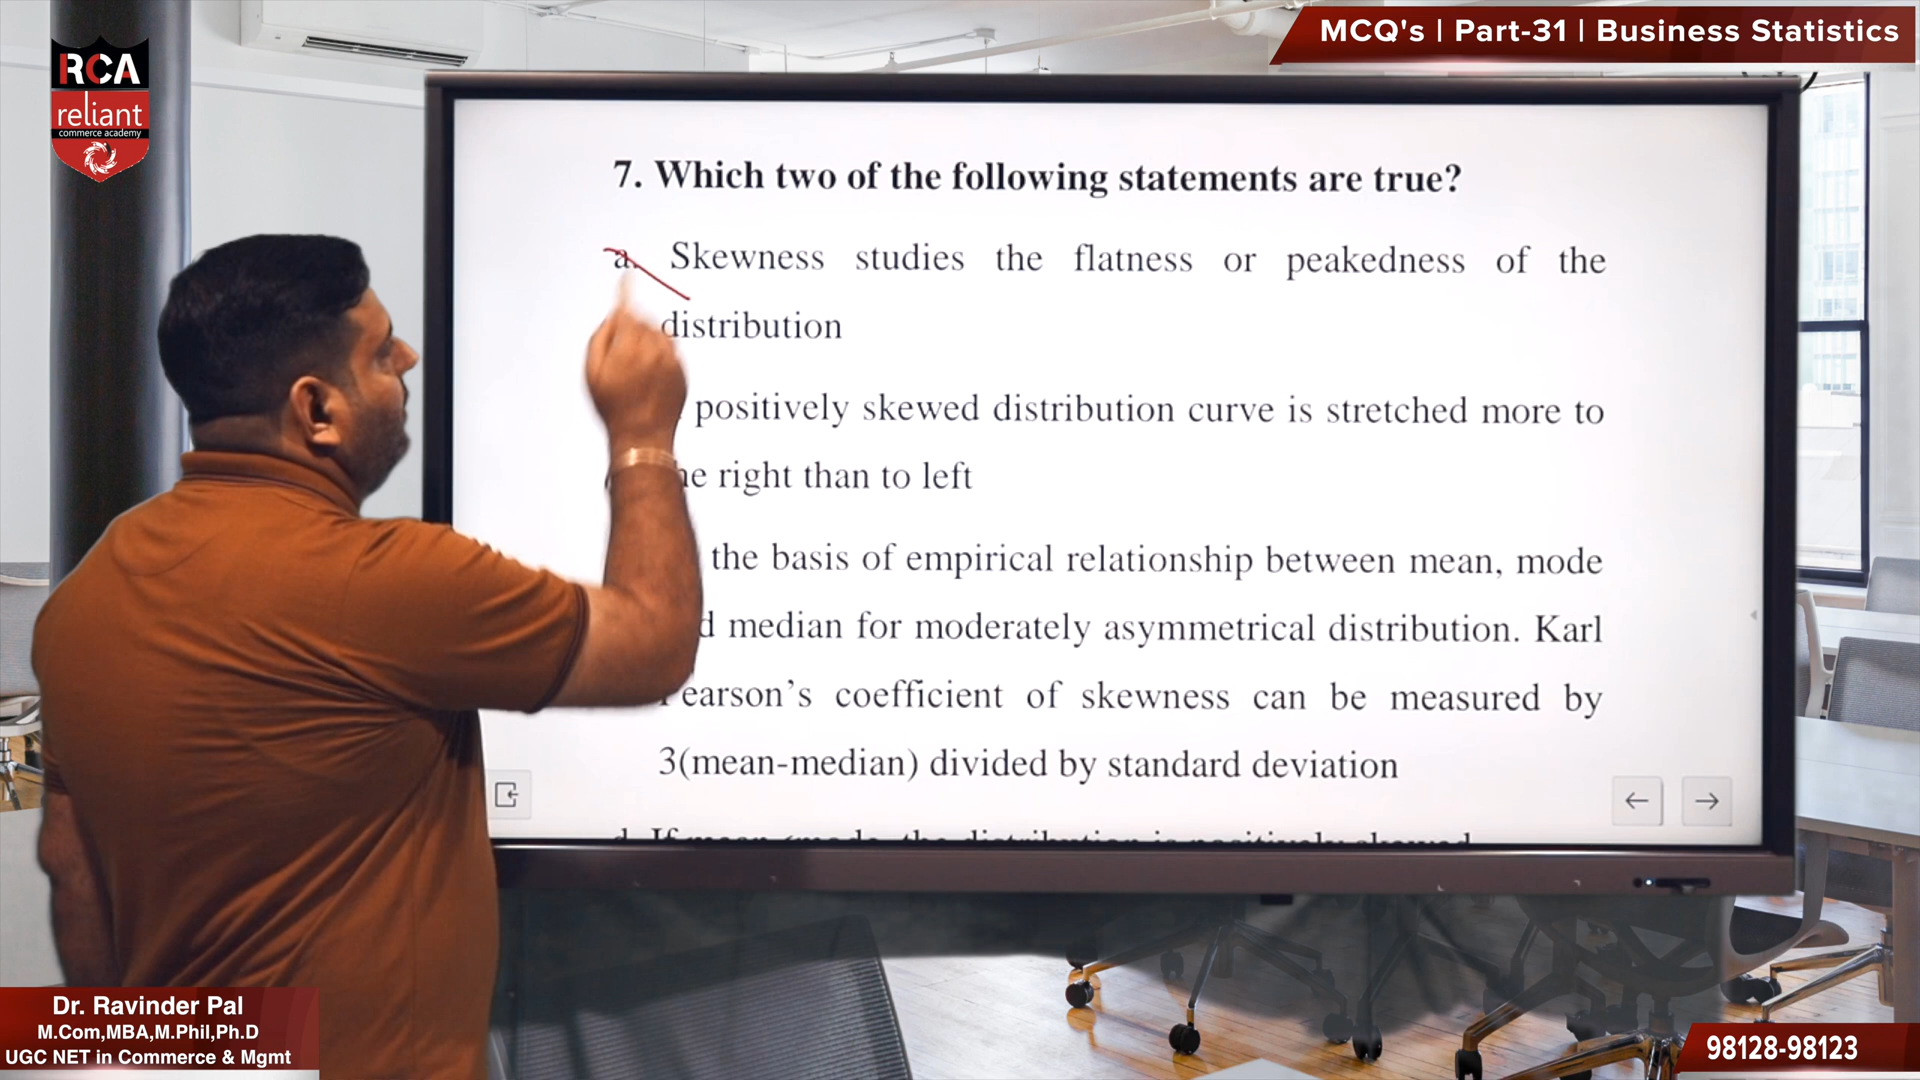 MCQ's | Part-31 | Business Statistics
RCA
reliant
commerce academy
7. Which two of the following statements are true?
a. Skewness studies the flatness or peakedness of the
distribution
positively skewed distribution curve is stretched more to
right than to left
the basis of empirical relationship between mean, mode
median for moderately asymmetrical distribution. Karl
Pearson's coefficient of skewness can be measured by
3(mean-median) divided by standard deviation
Dr. Ravinder Pal
M.Com,MBA,M.Phil,Ph.D
UGC NET in Commerce & Mgmt
98128-98123